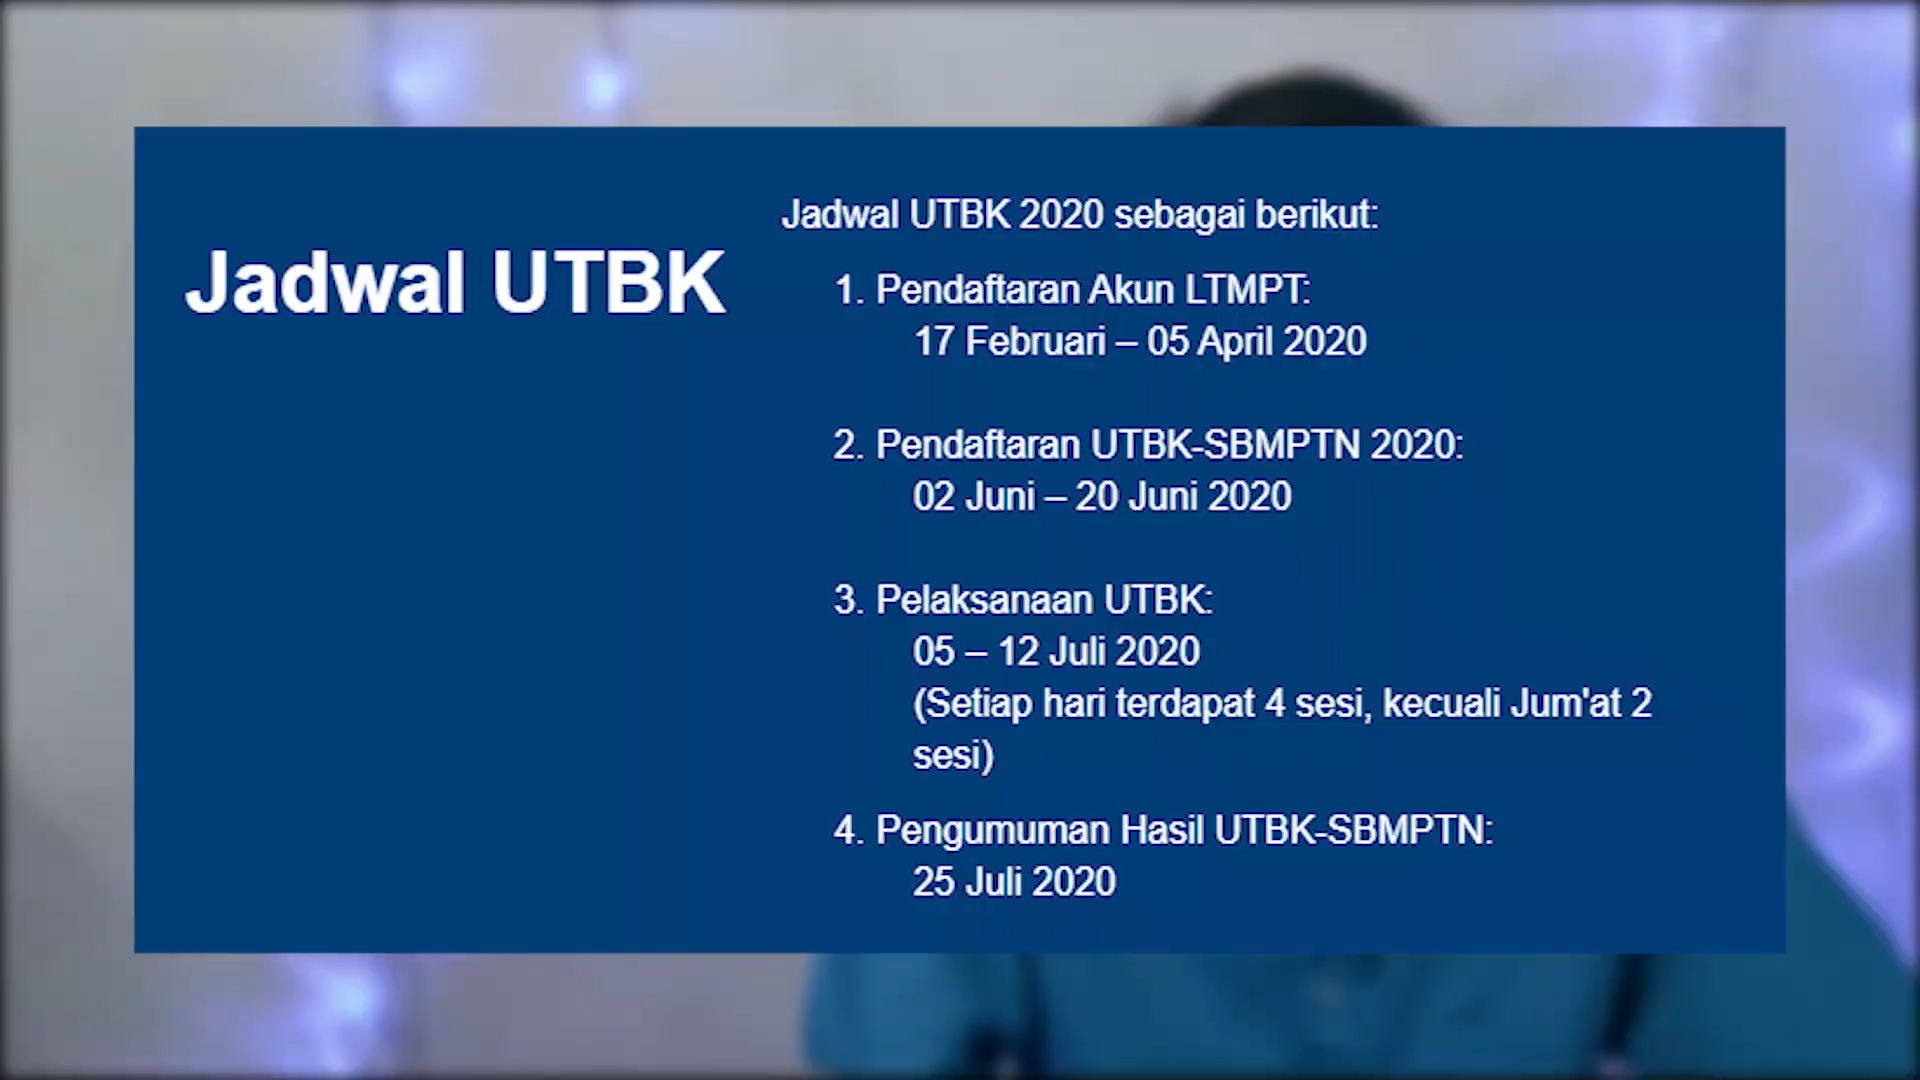 Jadwal UTBK
Jadwal UTBK 2020 sebagai berikut:
1. Pendaftaran Akun LTMPT:
17 Februari – 05 April 2020
2. Pendaftaran UTBK-SBMPTN 2020:
02 Juni – 20 Juni 2020
3. Pelaksanaan UTBK:
05 – 12 Juli 2020
(Setiap hari terdapat 4 sesi, kecuali Jum'at 2
sesi)
4. Pengumuman Hasil UTBK-SBMPTN:
25 Juli 2020